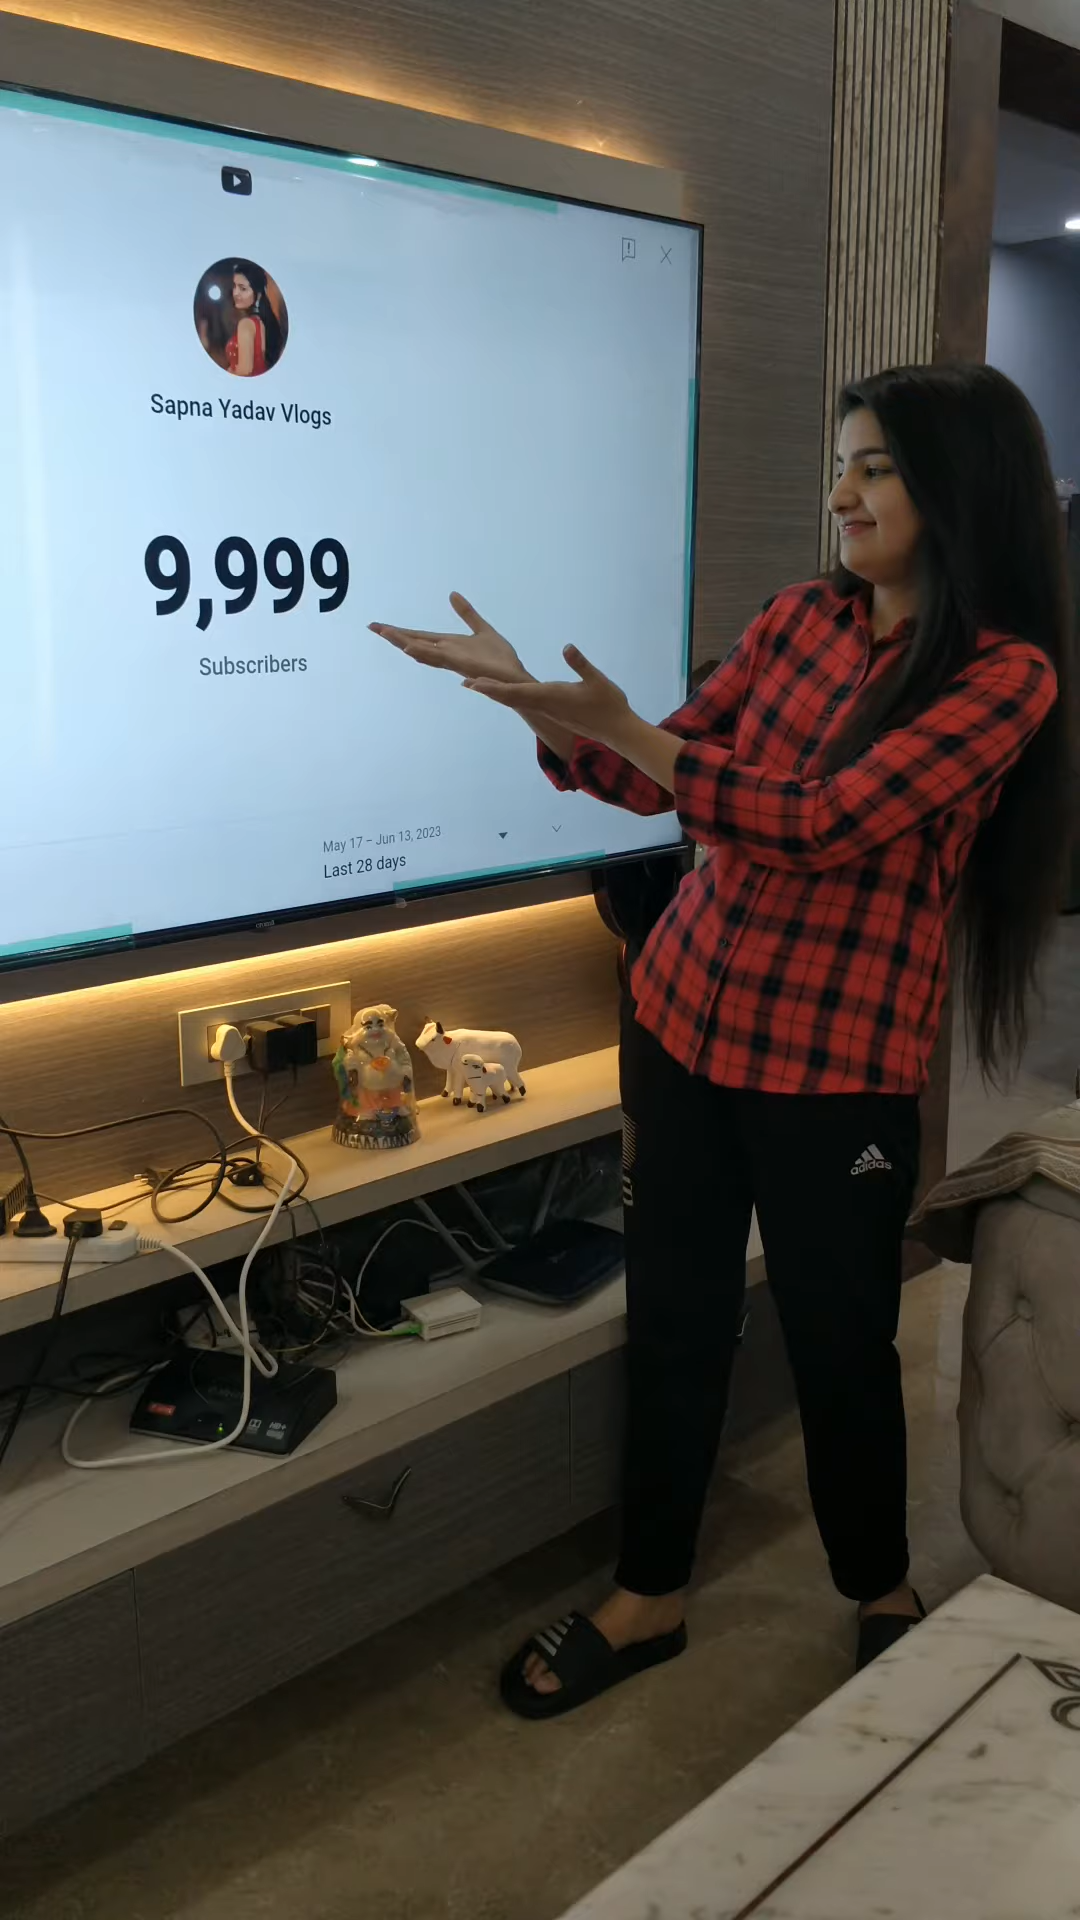 Sapna Yadav Vlogs
9,999
Subscribers
May 17 – Jun 13, 2023
Last 28 days
adidas